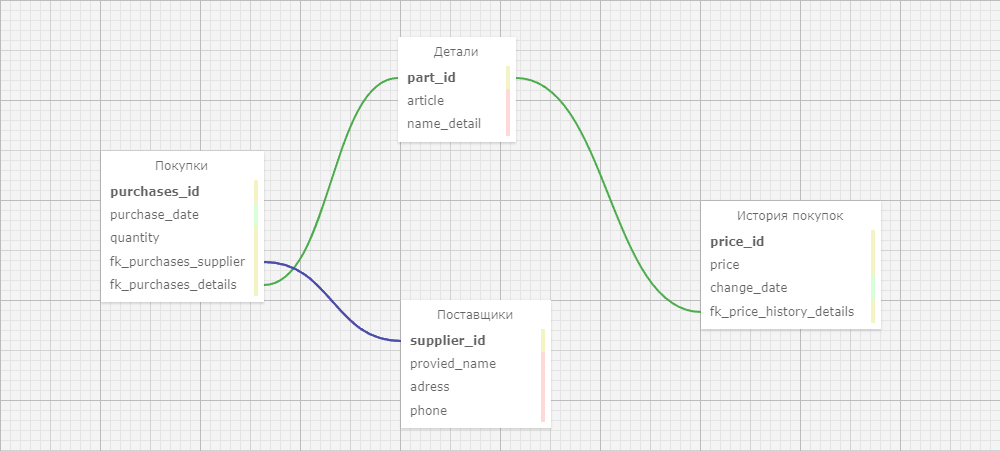 Детали
part_id
article
name_detail
Покупки
purchases_id
purchase_date
quantity
fk_purchases_supplier
fk_purchases_details
История покупок
price_id
price
change_date
fk_price_history_details
Поставщики
supplier_id
provied_name
adress
phone